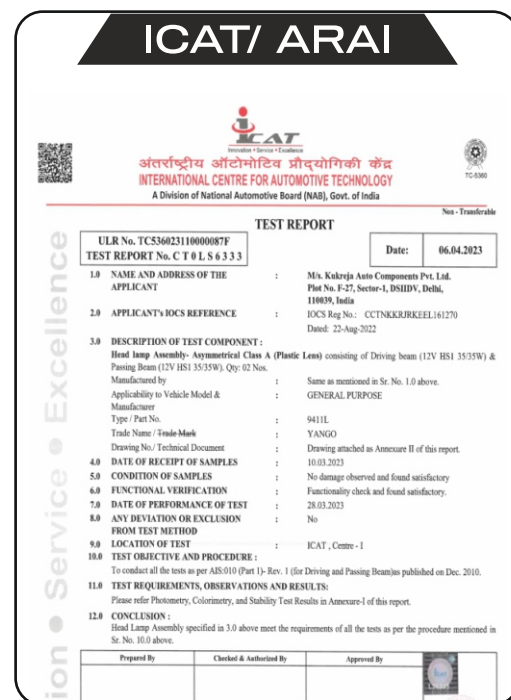 ICAT/ ARAI
ICAT
Innovation • Service • Excellence
अंतर्राष्ट्रीय ऑटोमोटिव प्रौद्योगिकी केंद्र
INTERNATIONAL CENTRE FOR AUTOMOTIVE TECHNOLOGY
A Division of National Automotive Board (NAB), Govt. of India
TC-5360
Non - Transferable
TEST REPORT
ULR No. TC536023110000087F
TEST REPORT No. C T 0 L S 6 3 3 3
Date: 06.04.2023
1.0 NAME AND ADDRESS OF THE APPLICANT : M/s. Kukreja Auto Components Pvt. Ltd.
Plot No. F-27, Sector-1, DSIIDV, Delhi,
110039, India
2.0 APPLICANT's IOCS REFERENCE : IOCS Reg No.: CCTNKKRJRKEEL161270
Dated: 22-Aug-2022
3.0 DESCRIPTION OF TEST COMPONENT :
Head lamp Assembly- Asymmetrical Class A (Plastic Lens) consisting of Driving beam (12V HS1 35/35W) &
Passing Beam (12V HS1 35/35W). Qty: 02 Nos.
Manufactured by : Same as mentioned in Sr. No. 1.0 above.
Applicability to Vehicle Model & Manufacturer : GENERAL PURPOSE
Type / Part No. : 9411L
Trade Name / Trade Mark : YANGO
Drawing No./ Technical Document : Drawing attached as Annexure II of this report.
4.0 DATE OF RECEIPT OF SAMPLES : 10.03.2023
5.0 CONDITION OF SAMPLES : No damage observed and found satisfactory
6.0 FUNCTIONAL VERIFICATION : Functionality check and found satisfactory.
7.0 DATE OF PERFORMANCE OF TEST : 28.03.2023
8.0 ANY DEVIATION OR EXCLUSION FROM TEST METHOD : No
9.0 LOCATION OF TEST : ICAT , Centre - I
10.0 TEST OBJECTIVE AND PROCEDURE :
To conduct all the tests as per AIS:010 (Part 1)- Rev. 1 (for Driving and Passing Beam)as published on Dec. 2010.
11.0 TEST REQUIREMENTS, OBSERVATIONS AND RESULTS:
Please refer Photometry, Colorimetry, and Stability Test Results in Annexure-I of this report.
12.0 CONCLUSION :
Head Lamp Assembly specified in 3.0 above meet the requirements of all the tests as per the procedure mentioned in
Sr. No. 10.0 above.
Prepared By Checked & Authorized By Approved By
ion • Service • Excellence